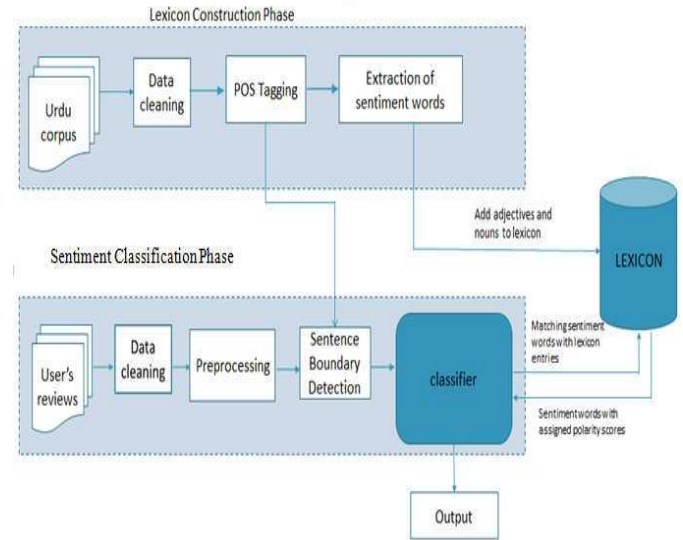 Lexicon Construction Phase
Urdu
corpus
Data
cleaning
POS Tagging
Extraction of
sentiment words
Add adjectives and
nouns to lexicon
LEXICON
Sentiment Classification Phase
User's
reviews
Data
cleaning
Preprocessing
Sentence
Boundary
Detection
classifier
Matching sentiment
words with lexicon
entries
Sentiment words with
assigned polarity scores
Output